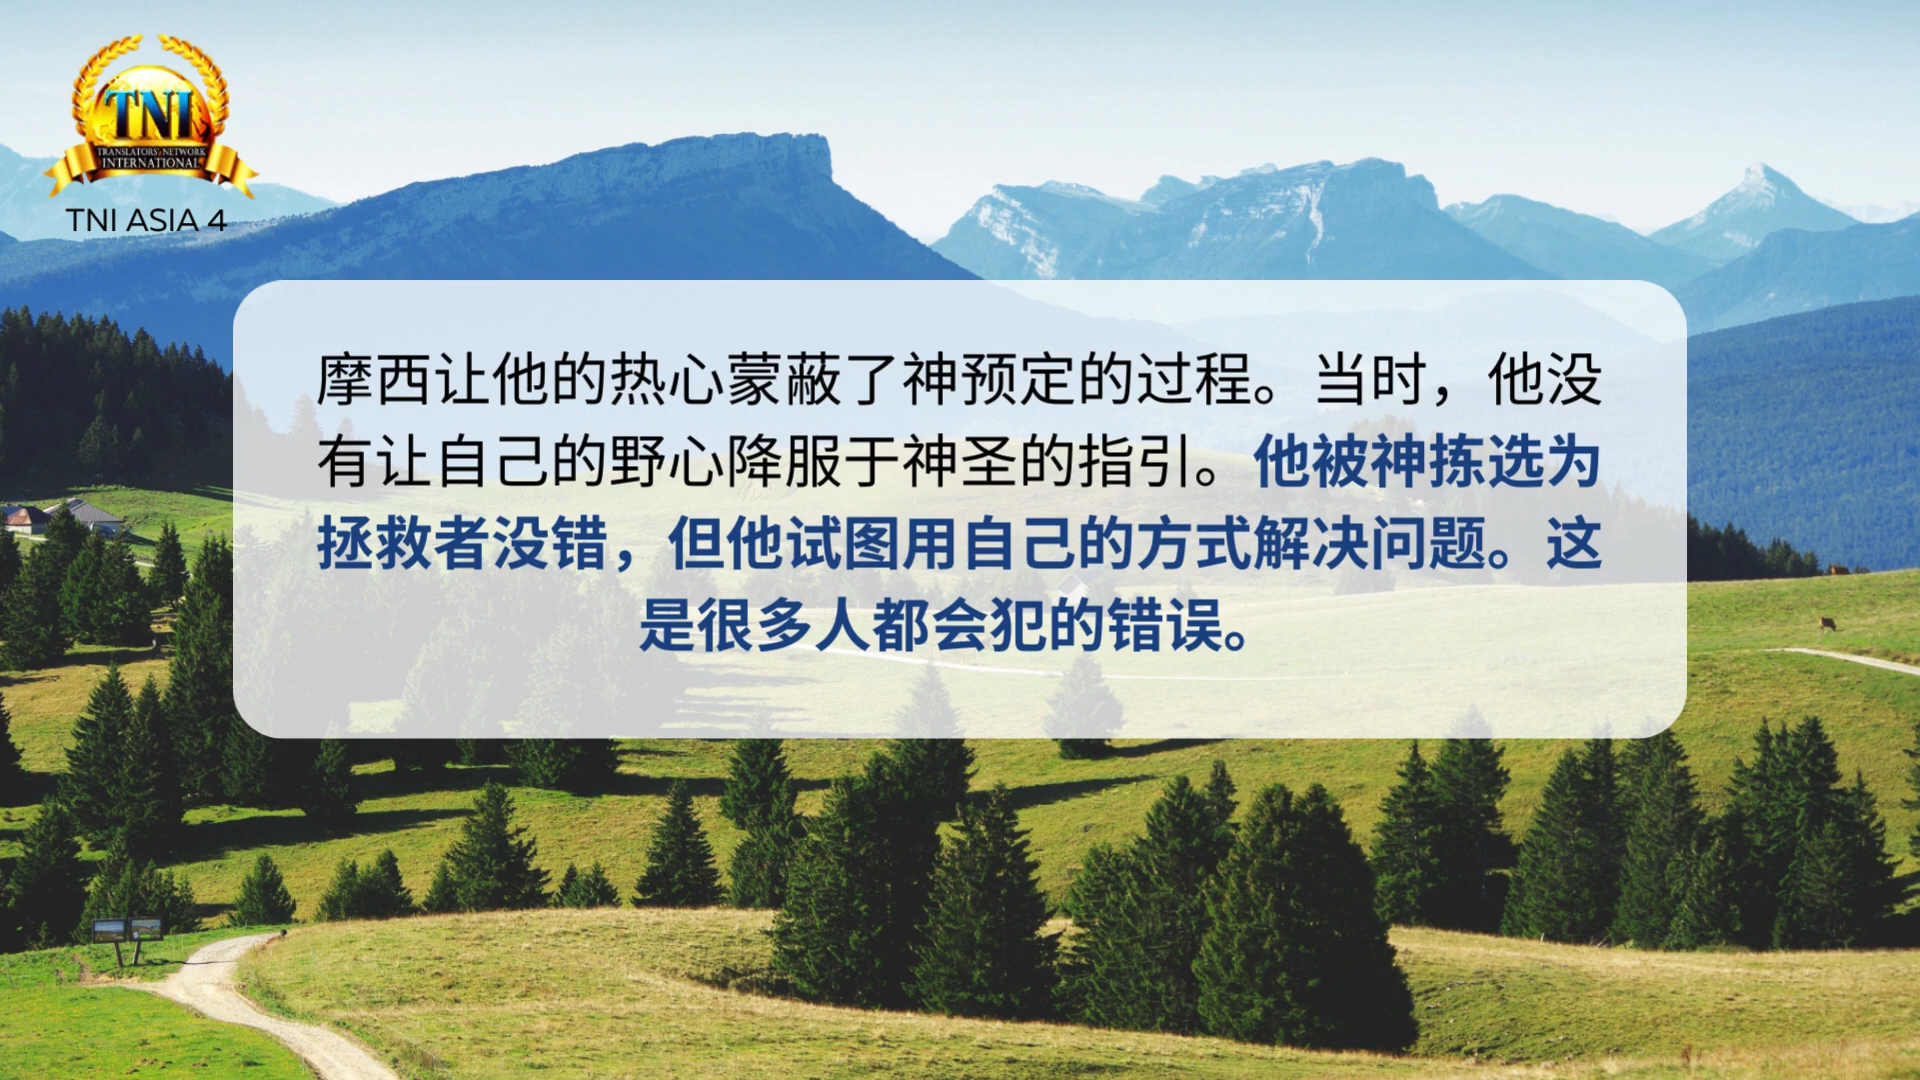 TNI
TRANSLATORS' NETWORK
INTERNATIONAL
TNI ASIA 4
摩西让他的热心蒙蔽了神预定的过程。当时，他没
有让自己的野心降服于神圣的指引。他被神拣选为
拯救者没错，但他试图用自己的方式解决问题。这
是很多人都会犯的错误。